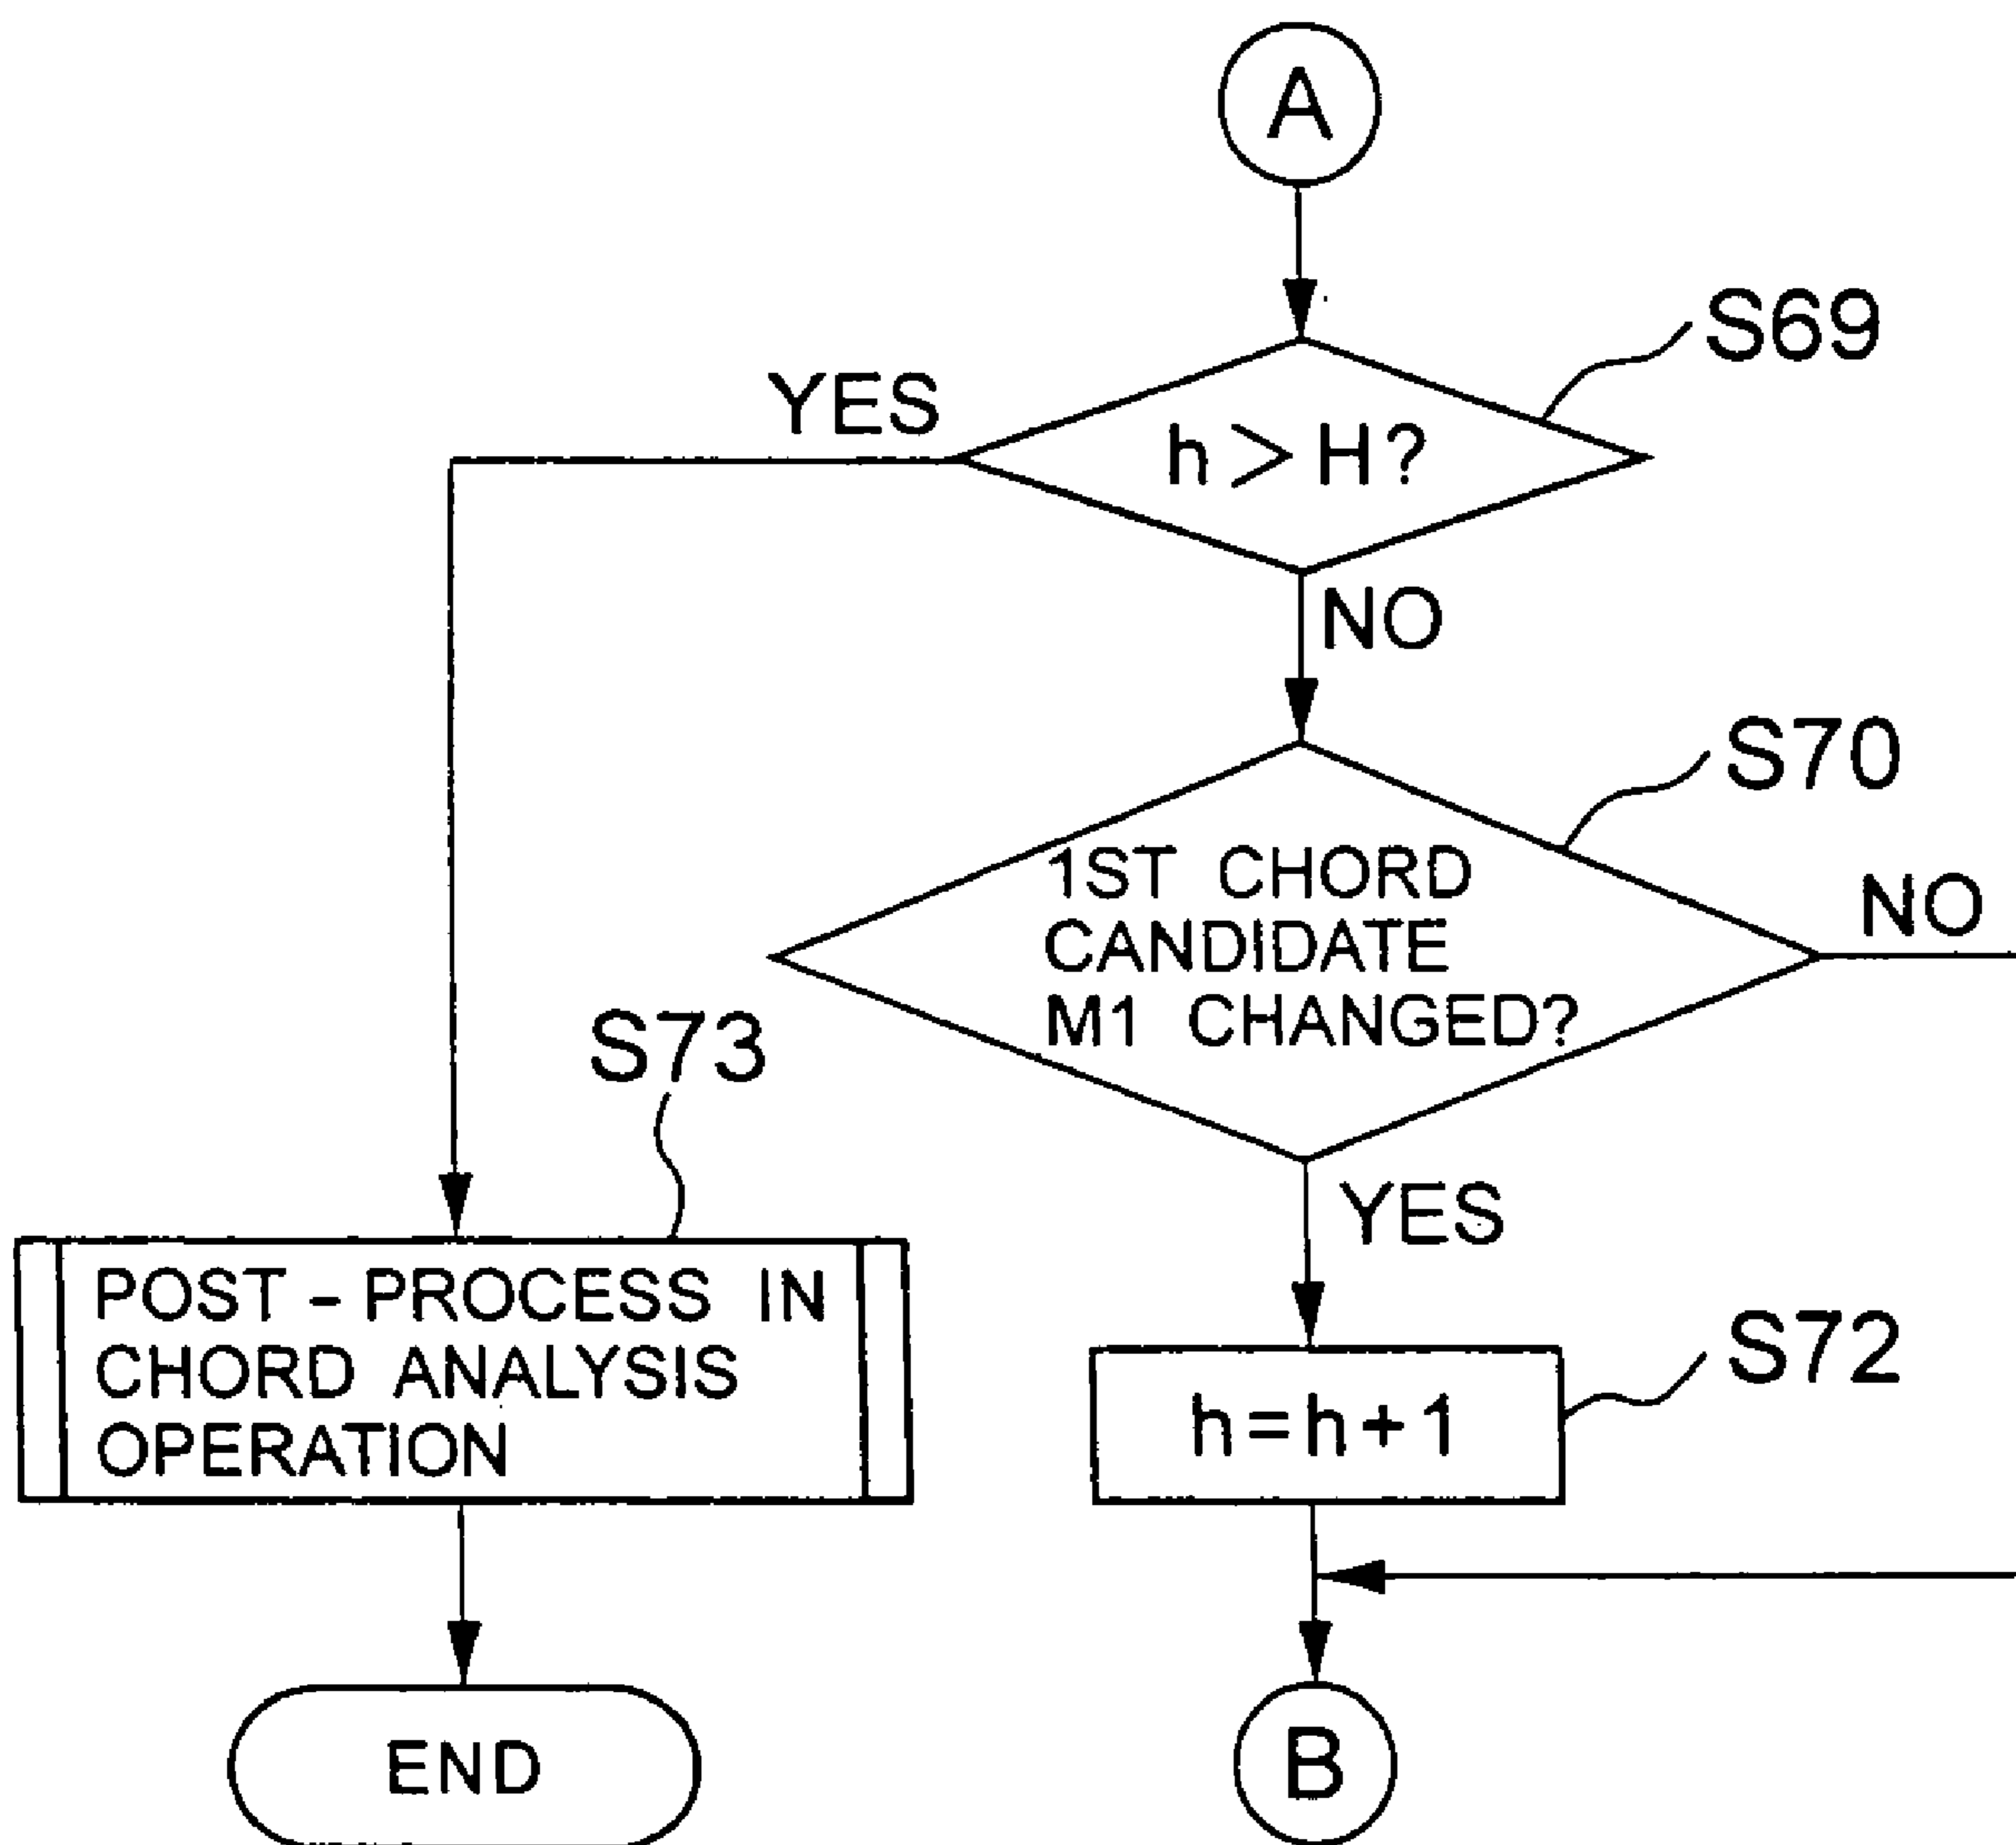 A
S69
YES
h > H?
NO
S70
1ST CHORD
CANDIDATE
M1 CHANGED?
NO
S73
YES
POST - PROCESS IN
CHORD ANALYSIS
OPERATION
S72
h = h + 1
END
B